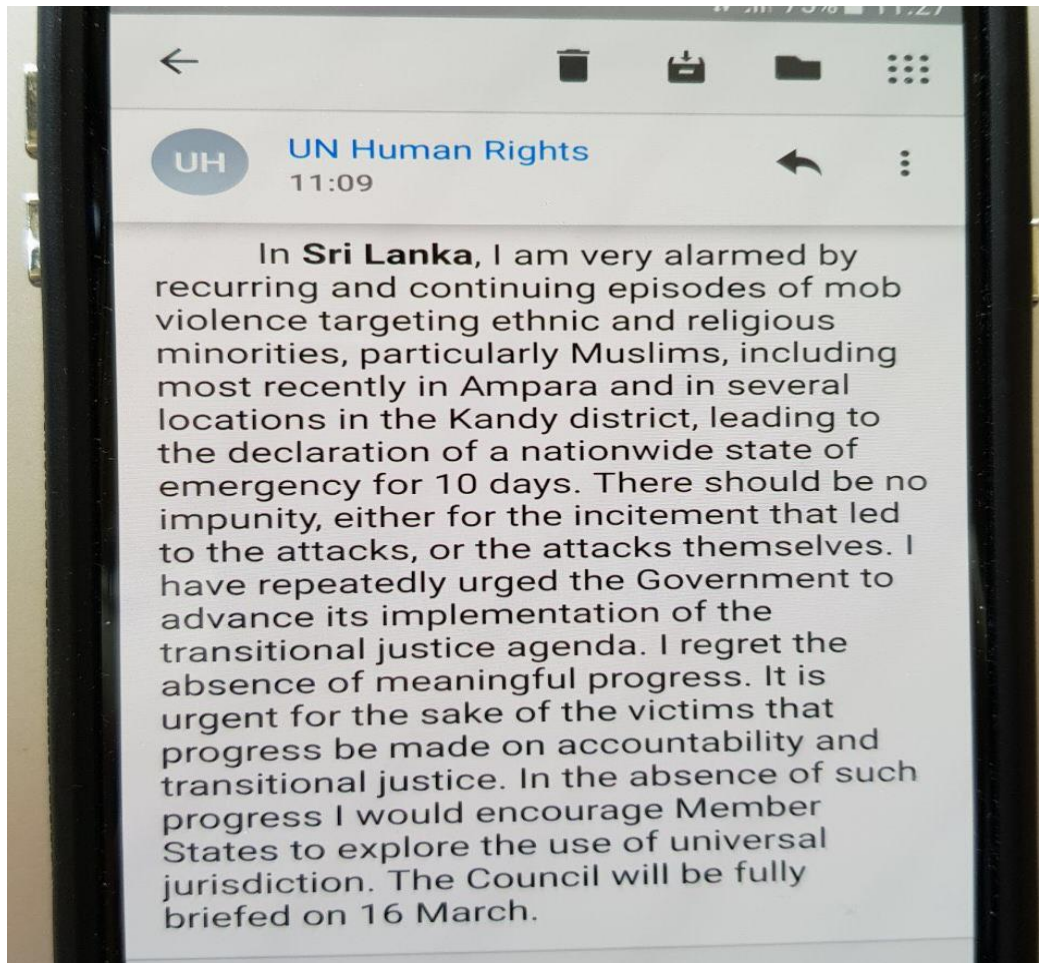 UH
UN Human Rights
11:09
In Sri Lanka, I am very alarmed by
recurring and continuing episodes of mob
violence targeting ethnic and religious
minorities, particularly Muslims, including
most recently in Ampara and in several
locations in the Kandy district, leading to
the declaration of a nationwide state of
emergency for 10 days. There should be no
impunity, either for the incitement that led
to the attacks, or the attacks themselves. I
have repeatedly urged the Government to
advance its implementation of the
transitional justice agenda. I regret the
absence of meaningful progress. It is
urgent for the sake of the victims that
progress be made on accountability and
transitional justice. In the absence of such
progress I would encourage Member
States to explore the use of universal
jurisdiction. The Council will be fully
briefed on 16 March.